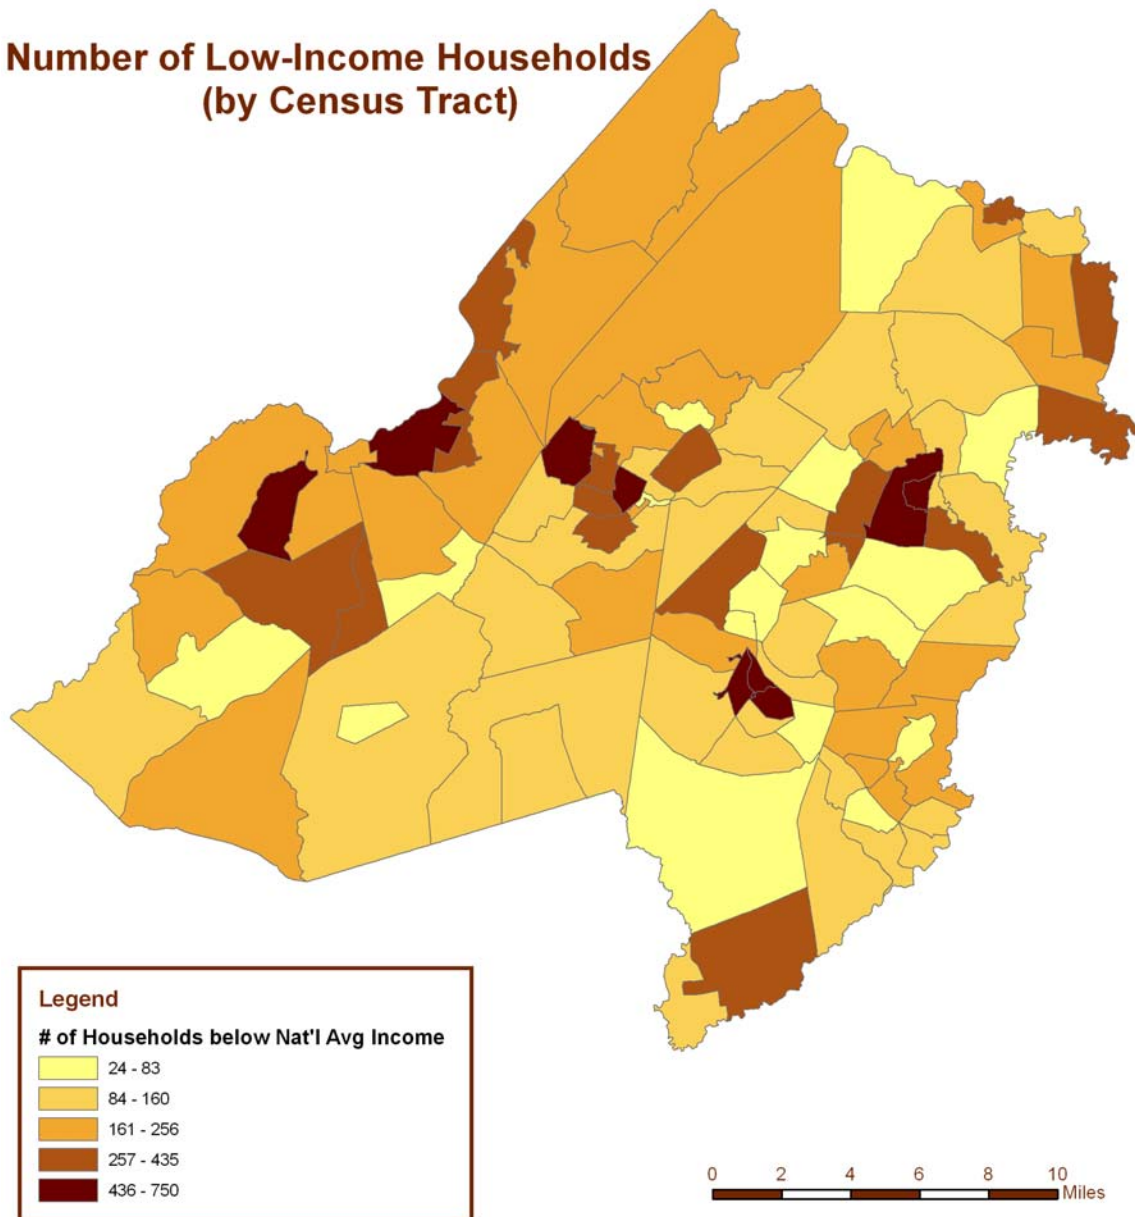 Number of Low-Income Households
(by Census Tract)
Legend
# of Households below Nat'l Avg Income
24 - 83
84 - 160
161 - 256
257 - 435
436 - 750
0 2 4 6 8 10
Miles